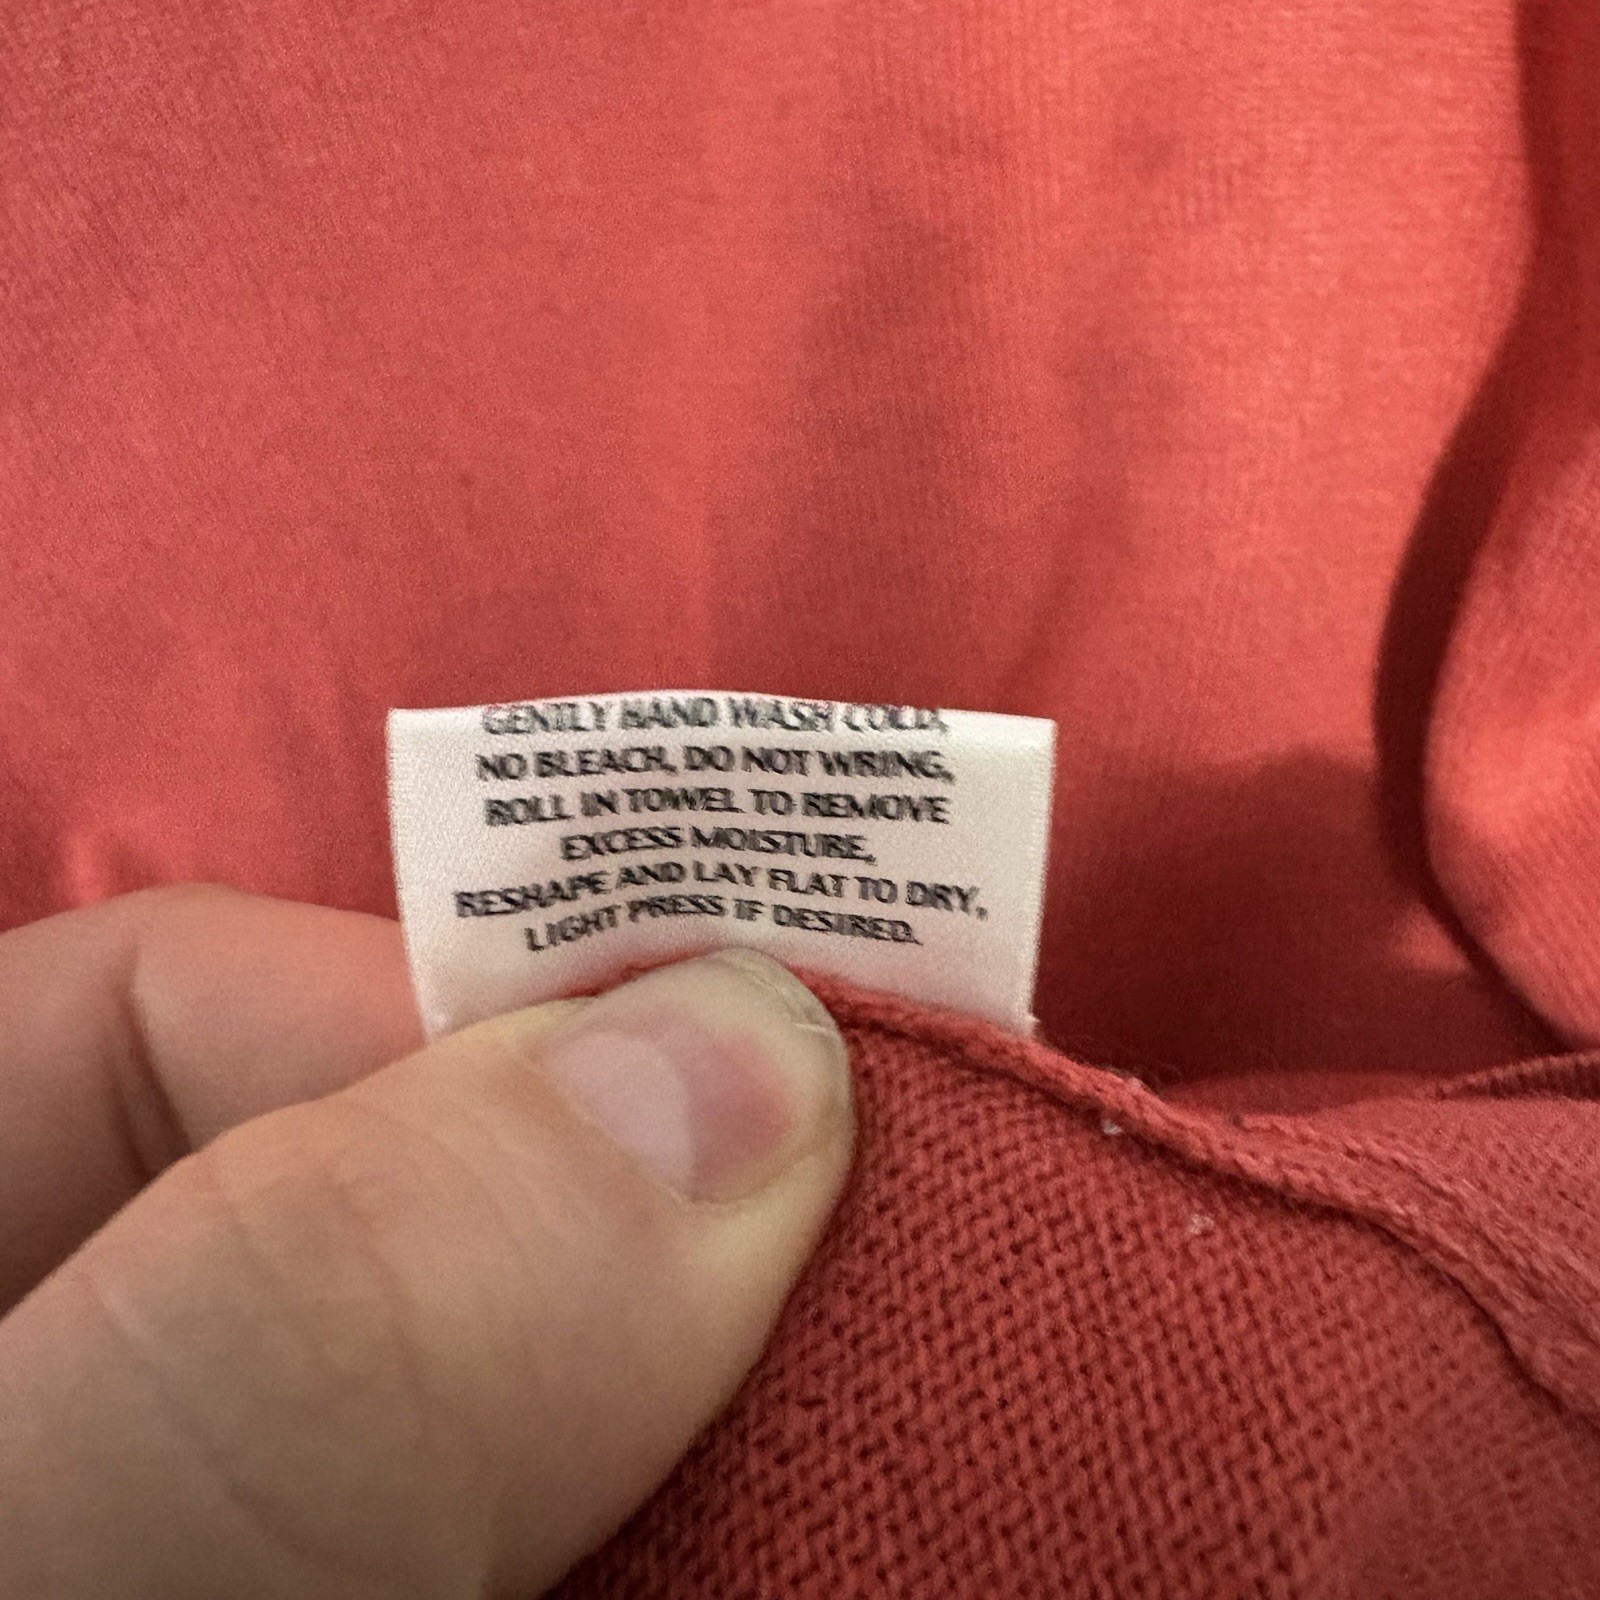 GENTLY HAND WASH COLD,
NO BLEACH, DO NOT WRING,
ROLL IN TOWEL TO REMOVE
EXCESS MOISTURE,
RESHAPE AND LAY FLAT TO DRY,
LIGHT PRESS IF DESIRED.